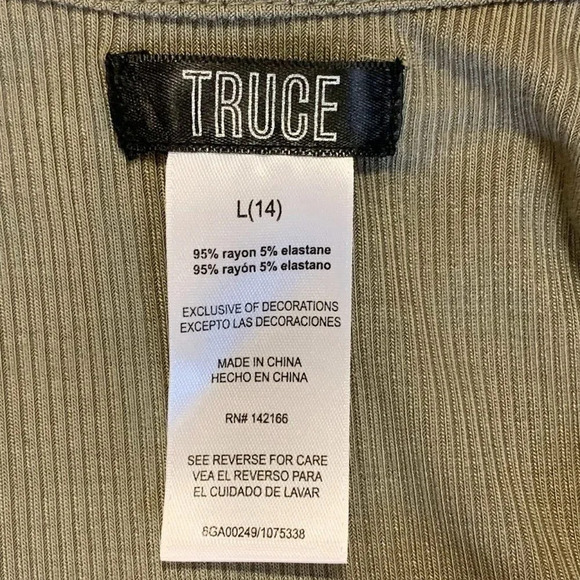 TRUCE
L(14)
95% rayon 5% elastane
95% rayón 5% elastano
EXCLUSIVE OF DECORATIONS
EXCEPTO LAS DECORACIONES
MADE IN CHINA
HECHO EN CHINA
RN# 142166
SEE REVERSE FOR CARE
VEA EL REVERSO PARA
EL CUIDADO DE LAVAR
6GA00249/1075338